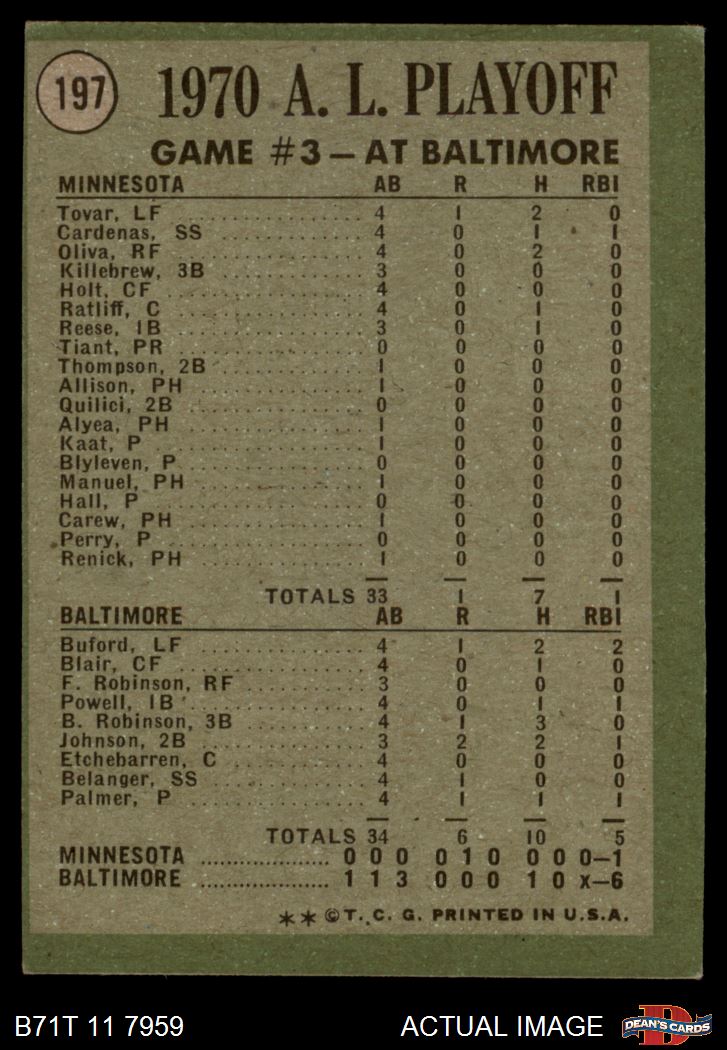 197
1970 A. L. PLAYOFF
GAME #3 – AT BALTIMORE
MINNESOTA AB R H RBI
Tovar, LF 4 1 2 0
Cardenas, SS 4 0 1 1
Oliva, RF 4 0 2 0
Killebrew, 3B 3 0 0 0
Holt, CF 4 0 0 0
Ratliff, C 4 0 1 0
Reese, 1B 3 0 1 0
Tiant, PR 0 0 0 0
Thompson, 2B 1 0 0 0
Allison, PH 1 0 0 0
Quilici, 2B 0 0 0 0
Alyea, PH 1 0 0 0
Kaat, P 1 0 0 0
Blyleven, P 0 0 0 0
Manuel, PH 1 0 0 0
Hall, P 0 0 0 0
Carew, PH 1 0 0 0
Perry, P 0 0 0 0
Renick, PH 1 0 0 0
TOTALS 33 1 7 1
BALTIMORE AB R H RBI
Buford, LF 4 1 2 2
Blair, CF 4 0 1 0
F. Robinson, RF 3 0 0 0
Powell, 1B 4 0 1 1
B. Robinson, 3B 4 1 3 0
Johnson, 2B 3 2 2 1
Etchebarren, C 4 0 0 0
Belanger, SS 4 1 0 0
Palmer, P 4 1 1 1
TOTALS 34 6 10 5
MINNESOTA 0 0 0 0 1 0 0 0 0–1
BALTIMORE 1 1 3 0 0 0 1 0 x–6
**©T. C. G. PRINTED IN U.S.A.
B71T 11 7959 ACTUAL IMAGE D DEAN'S CARDS